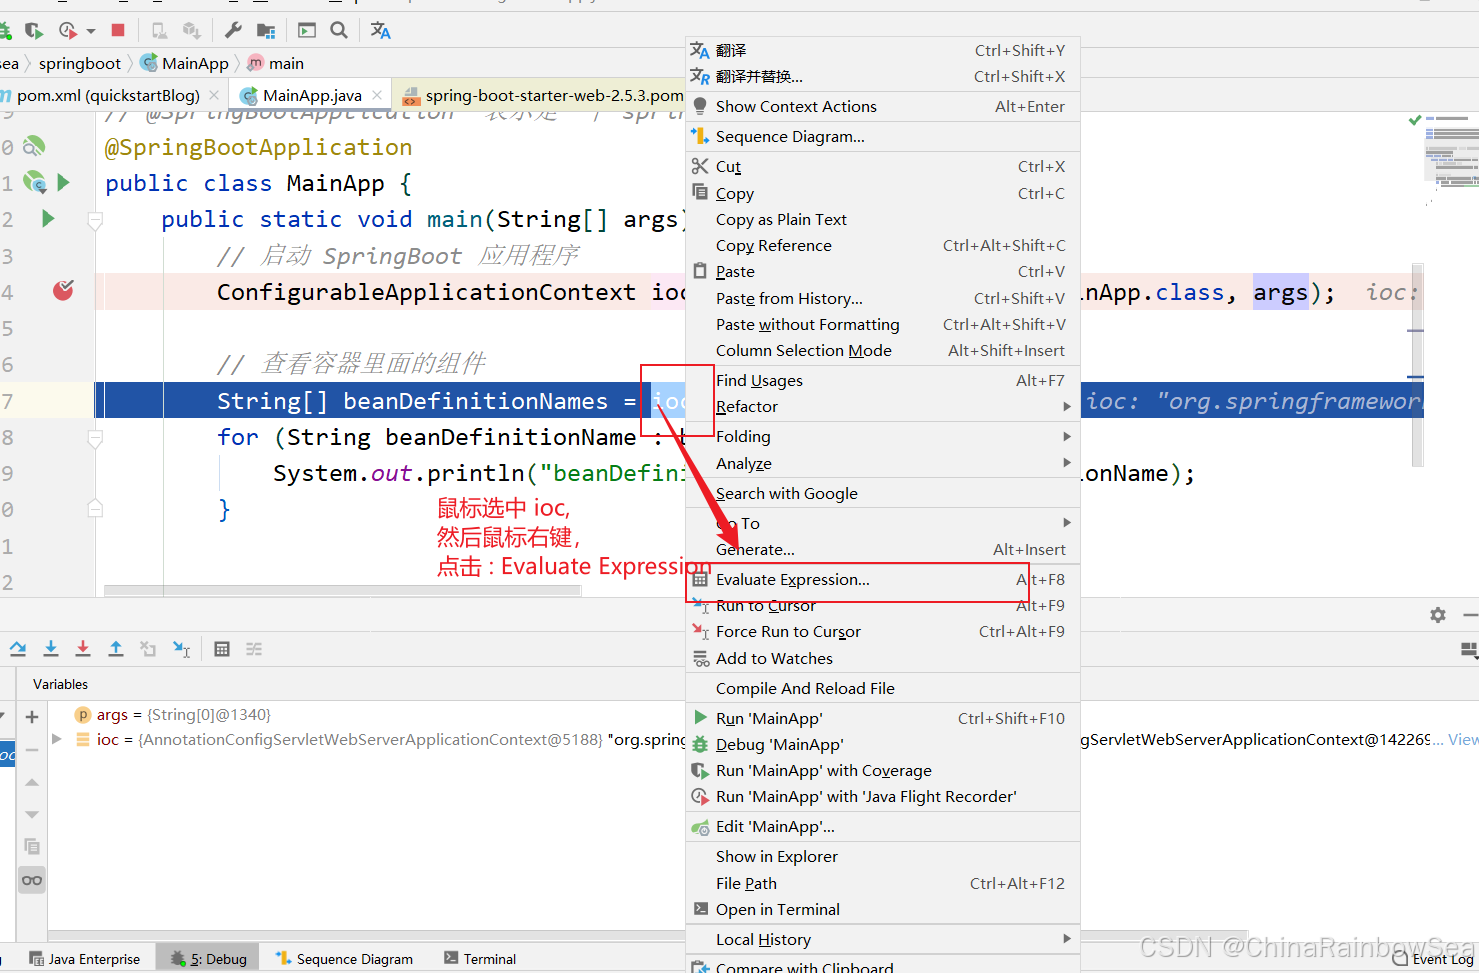 sea springboot MainApp main
pom.xml (quickstartBlog) MainApp.java spring-boot-starter-web-2.5.3.pom
@SpringBootApplication
public class MainApp {
public static void main(String[] args)
// 启动 SpringBoot 应用程序
ConfigurableApplicationContext ioc nApp.class, args); ioc:
// 查看容器里面的组件
String[] beanDefinitionNames = ioc ioc: "org.springframework
for (String beanDefinitionName : b
System.out.println("beanDefini onName);
}
鼠标选中 ioc,
然后鼠标右键,
点击 : Evaluate Expression
翻译 Ctrl+Shift+Y
翻译并替换... Ctrl+Shift+X
Show Context Actions Alt+Enter
Sequence Diagram...
Cut Ctrl+X
Copy Ctrl+C
Copy as Plain Text
Copy Reference Ctrl+Alt+Shift+C
Paste Ctrl+V
Paste from History... Ctrl+Shift+V
Paste without Formatting Ctrl+Alt+Shift+V
Column Selection Mode Alt+Shift+Insert
Find Usages Alt+F7
Refactor
Folding
Analyze
Search with Google
Go To
Generate... Alt+Insert
Evaluate Expression... Alt+F8
Run to Cursor Alt+F9
Force Run to Cursor Ctrl+Alt+F9
Add to Watches
Compile And Reload File
Run 'MainApp' Ctrl+Shift+F10
Debug 'MainApp'
Run 'MainApp' with Coverage
Run 'MainApp' with 'Java Flight Recorder'
Edit 'MainApp'...
Show in Explorer
File Path Ctrl+Alt+F12
Open in Terminal
Local History
Compare with Clipboard
Variables
args = {String[0]@1340}
ioc = {AnnotationConfigServletWebServerApplicationContext@5188} "org.spring gServletWebServerApplicationContext@142269... View
Java Enterprise 5: Debug Sequence Diagram Terminal Event Log
CSDN @ChinaRainbowSea